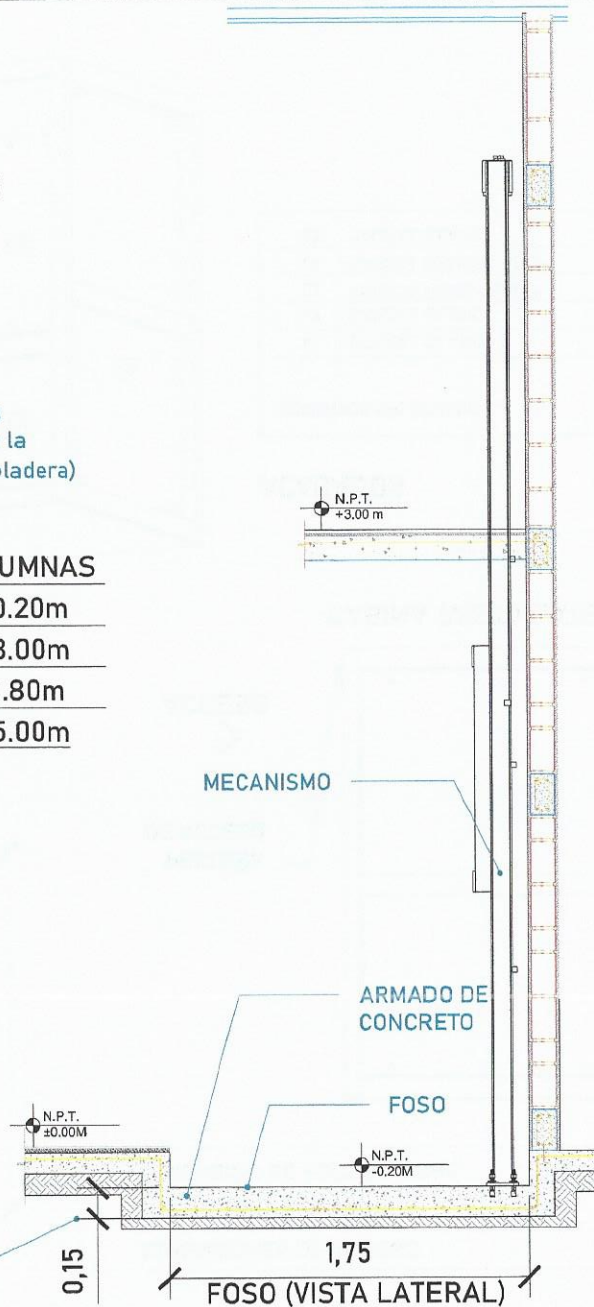 la
UMNAS
0.20m
3.00m
.80m
5.00m
N.P.T.
+3.00 m
MECANISMO
ARMADO DE
CONCRETO
FOSO
N.P.T.
±0.00M
N.P.T.
-0.20M
0,15
1,75
FOSO (VISTA LATERAL)